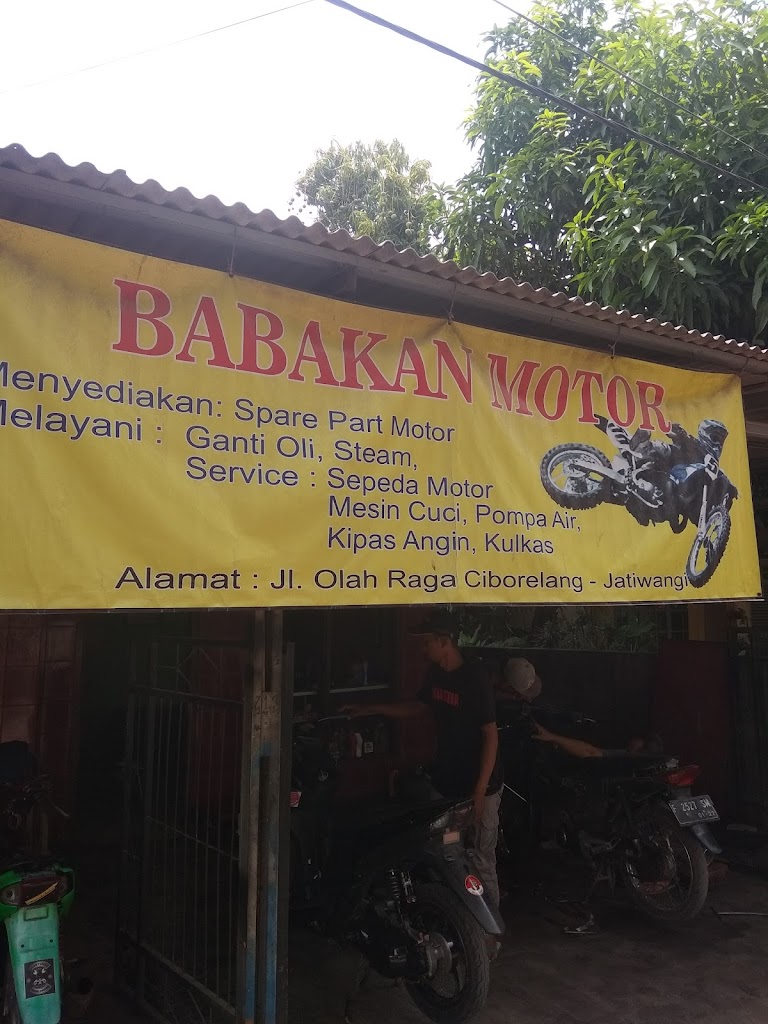 BABAKAN MOTOR
Menyediakan: Spare Part Motor
Melayani : Ganti Oli, Steam,
Service : Sepeda Motor
Mesin Cuci, Pompa Air,
Kipas Angin, Kulkas
Alamat : Jl. Olah Raga Ciborelang - Jatiwangi